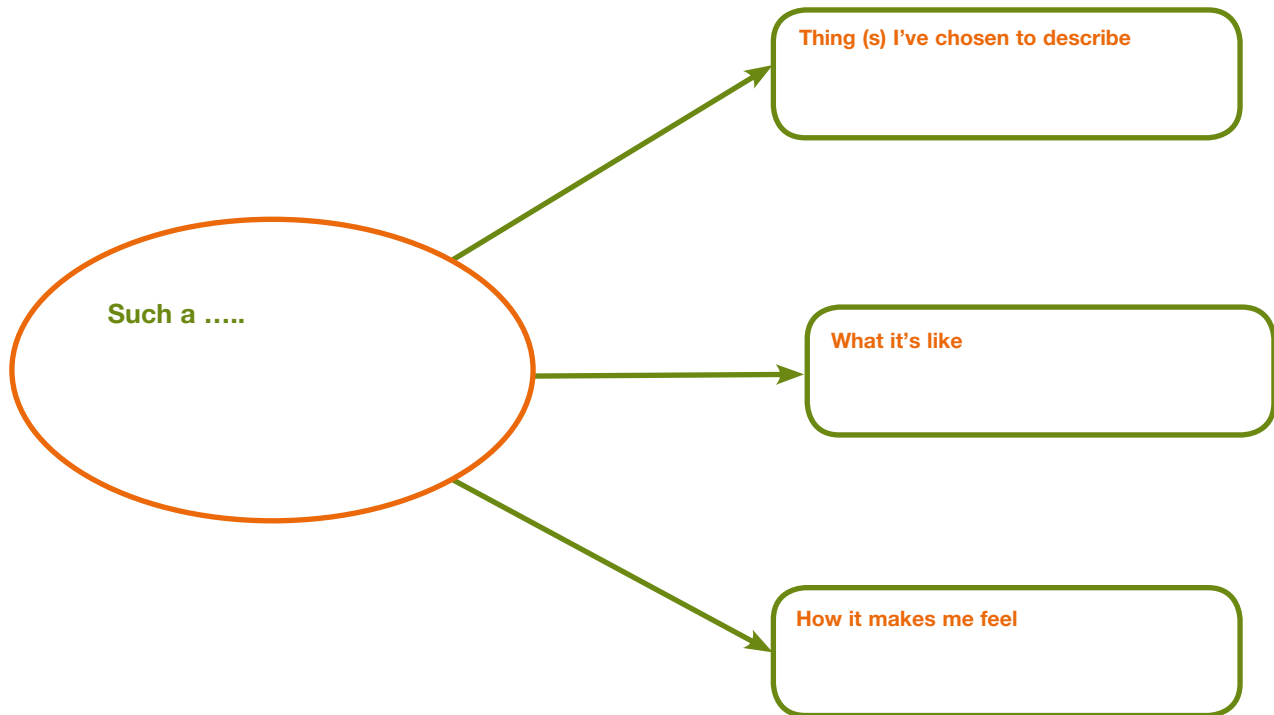 Thing (s) I've chosen to describe
Such a …..
What it's like
How it makes me feel